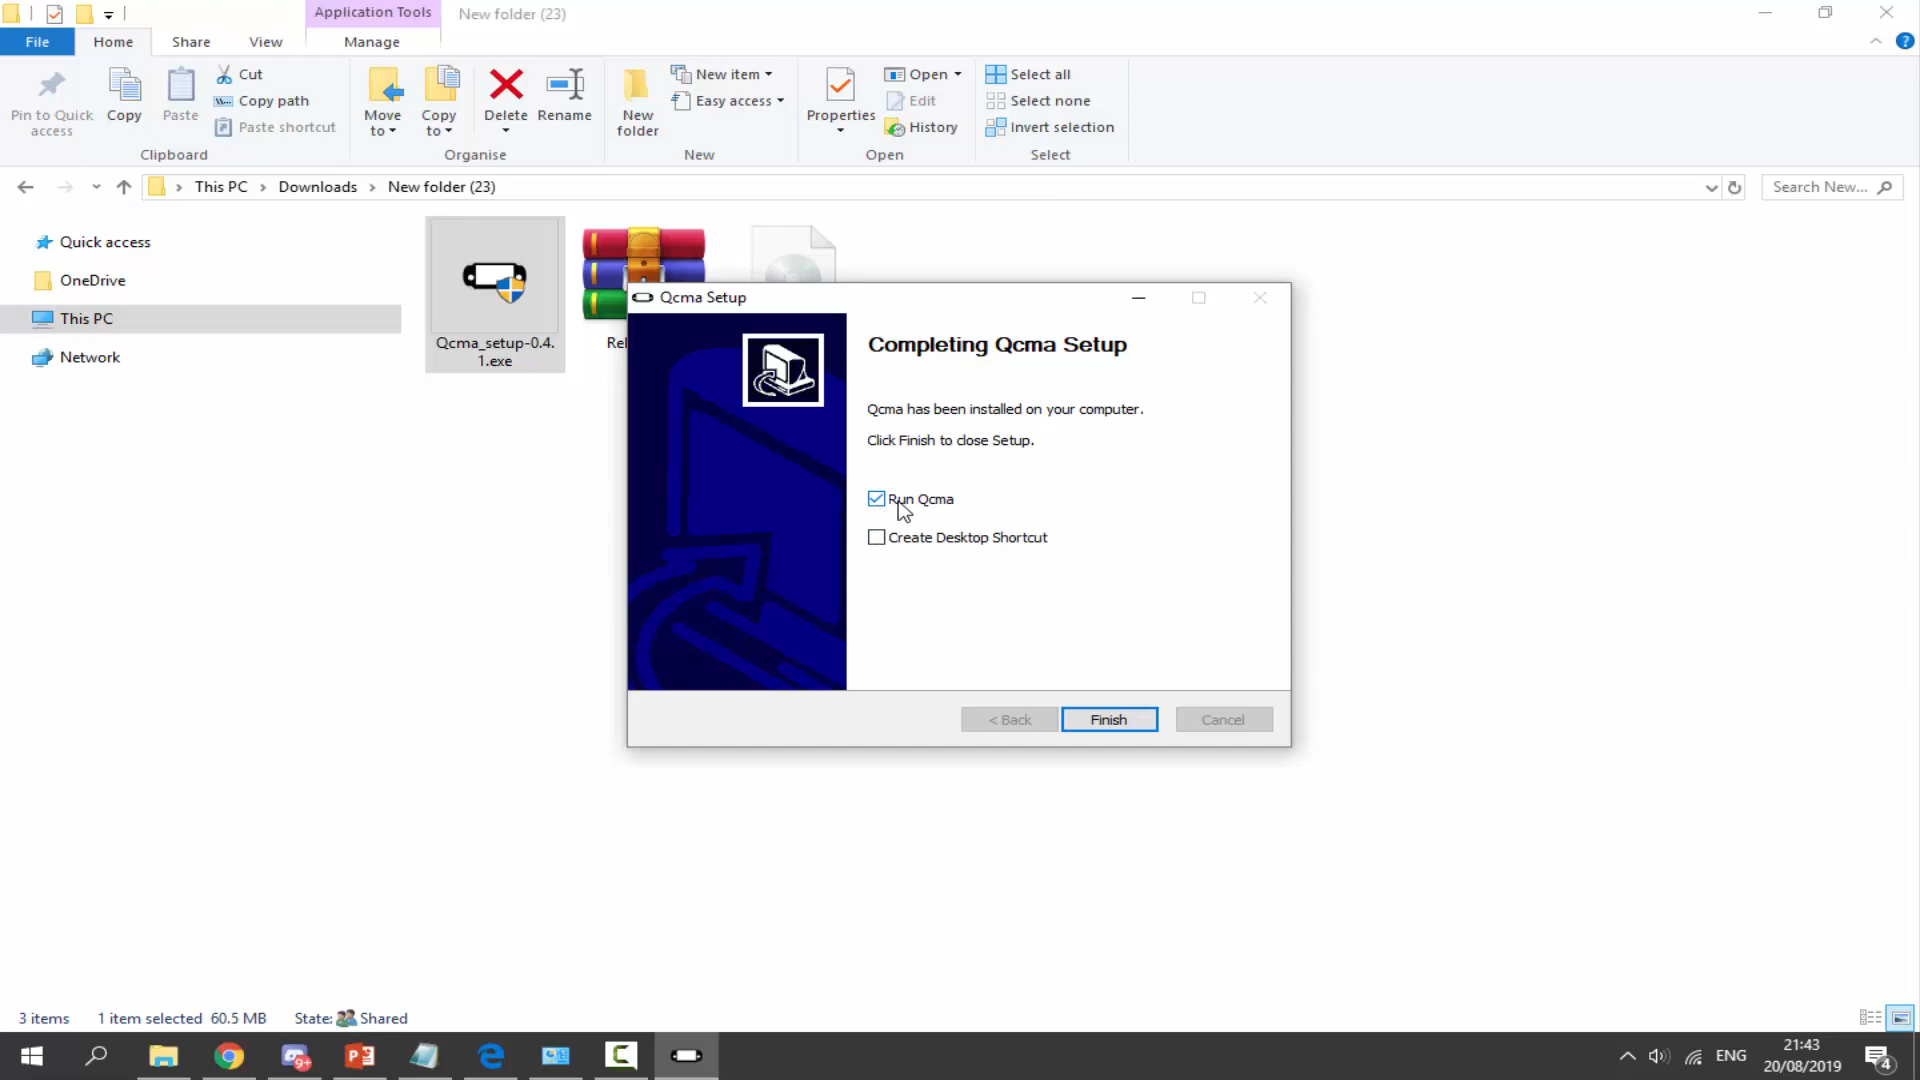 Application Tools
New folder (23)
File
Home
Share
View
Manage
Pin to Quick access
Copy
Paste
Cut
Copy path
Paste shortcut
Clipboard
Move to
Copy to
Delete
Rename
Organise
New folder
New item
Easy access
New
Properties
Open
Edit
History
Open
Select all
Select none
Invert selection
Select
This PC
Downloads
New folder (23)
Search New...
Quick access
OneDrive
This PC
Network
Qcma_setup-0.4.
1.exe
Rel
Qcma Setup
Completing Qcma Setup
Qcma has been installed on your computer.
Click Finish to close Setup.
Run Qcma
Create Desktop Shortcut
< Back
Finish
Cancel
3 items
1 item selected 60.5 MB
State: Shared
9+
ENG
21:43
20/08/2019
4